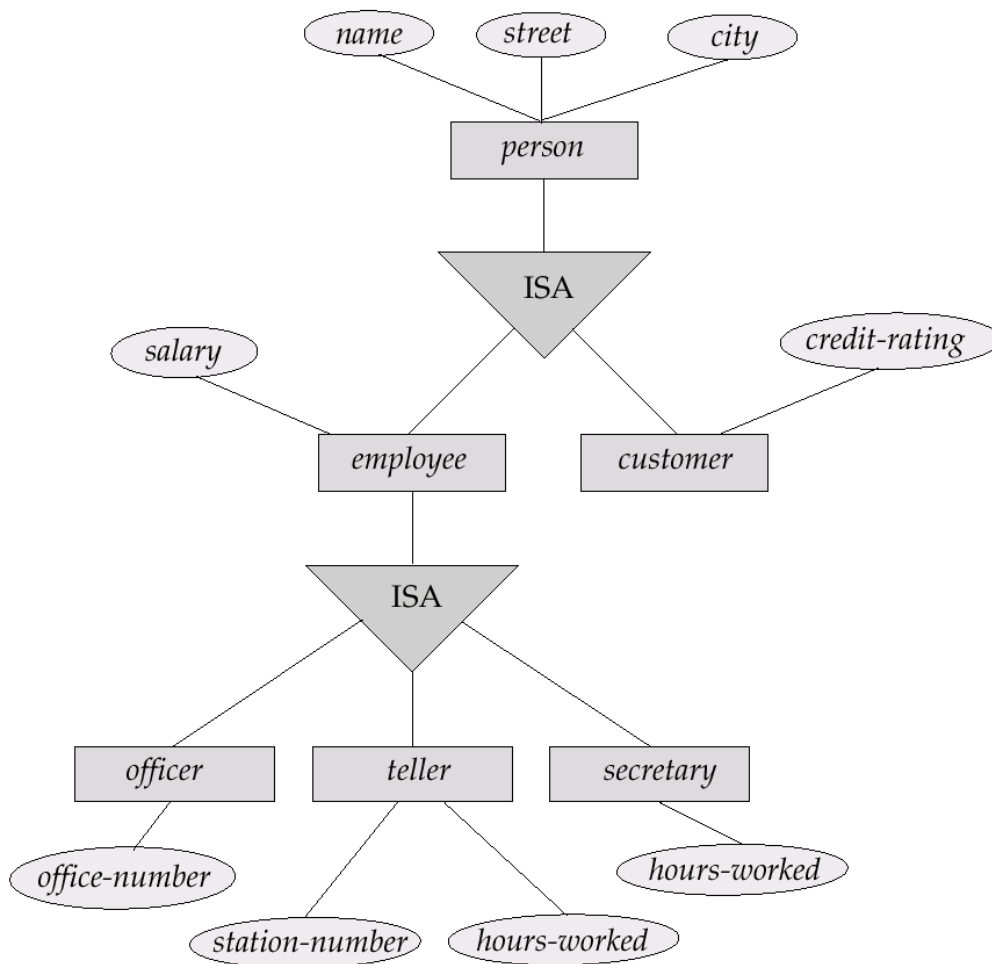 name
street
city
person
ISA
salary
credit-rating
employee
customer
ISA
officer
teller
secretary
office-number
hours-worked
station-number
hours-worked